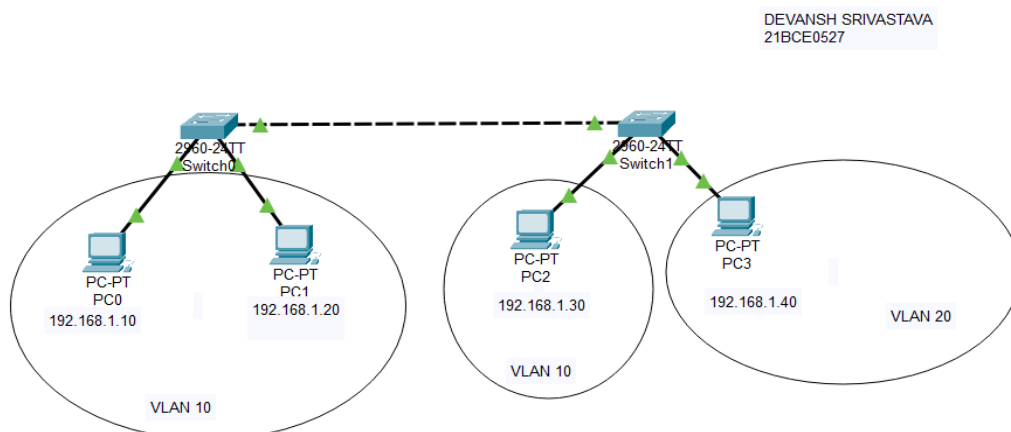 DEVANSH SRIVASTAVA
21BCE0527
2960-24TT
Switch0
2960-24TT
Switch1
PC-PT
PC0
192.168.1.10
PC-PT
PC1
192.168.1.20
PC-PT
PC2
192.168.1.30
PC-PT
PC3
192.168.1.40
VLAN 20
VLAN 10
VLAN 10